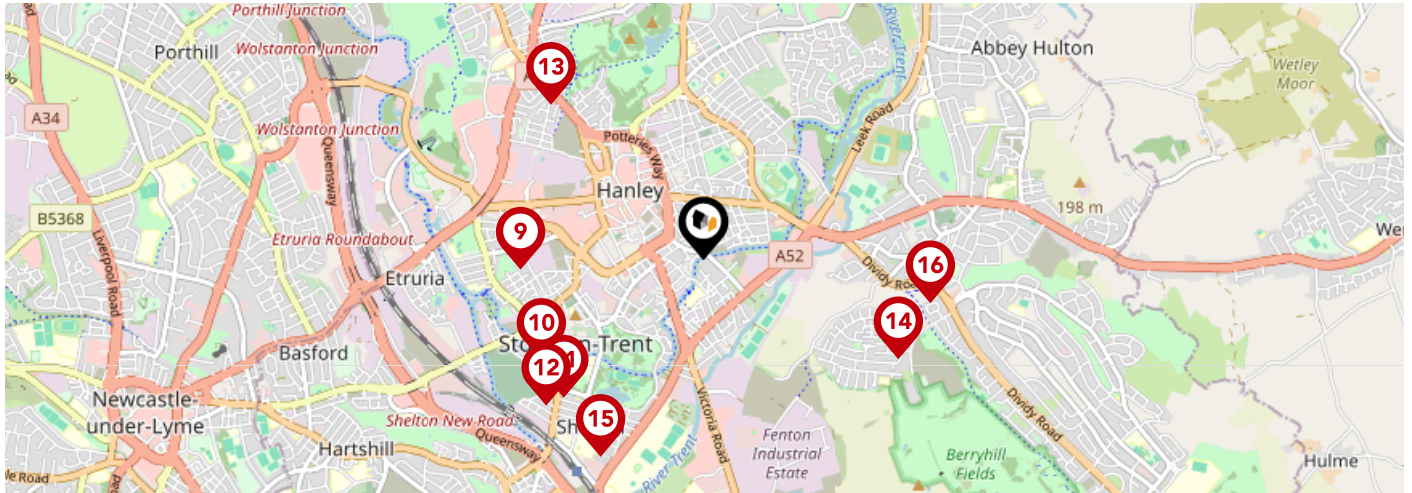 Porthill Junction
Porthill
Wolstanton Junction
Abbey Hulton
River Trent
Wetley
Moor
13
A34
Wolstanton Junction
Queensway
Potteries Way
Leek Road
Hanley
198 m
B5368
9
Etruria Roundabout
Liverpool Road
A52
Etruria
Dividy
16
10
14
Basford
12
Newcastle-
under-Lyme
Shelton New Road
Queensway
15
Victoria Road
Dividy Road
Hartshill
Fenton
Industrial
Estate
River Trent
Berryhill
Fields
Hulme
Road